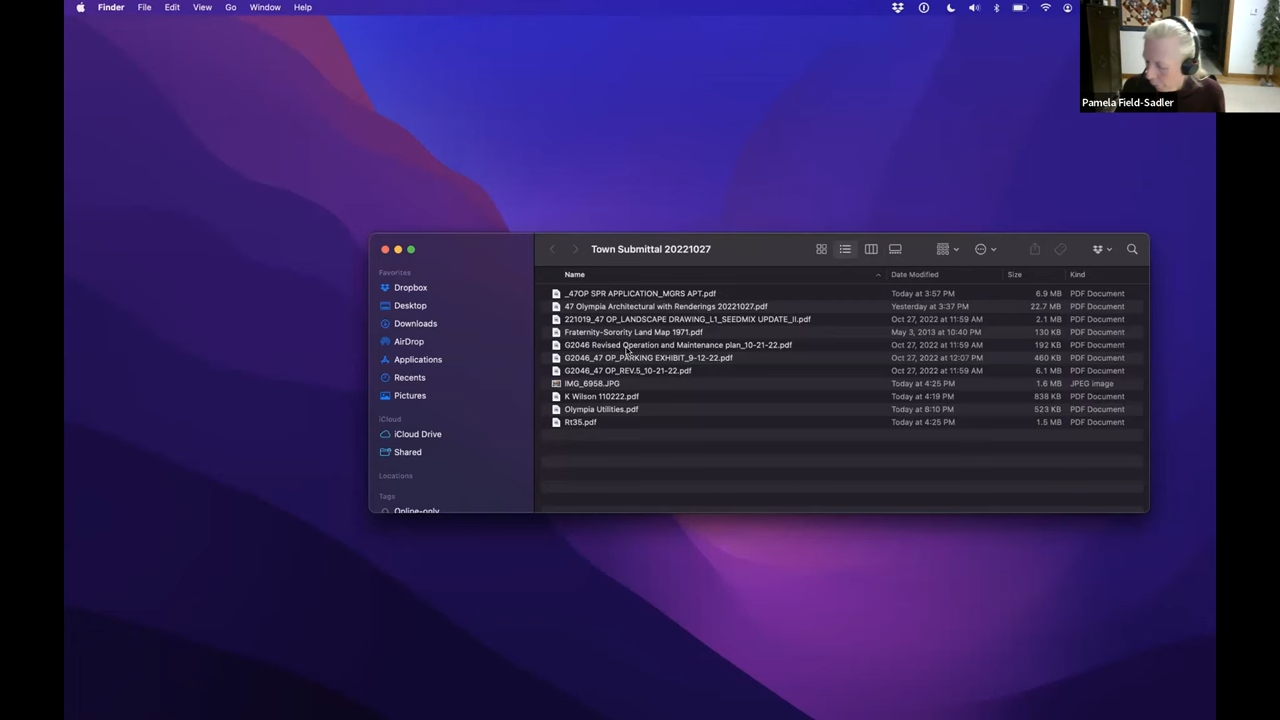 Finder File Edit View Go Window Help
Pamela Field-Sadler
Town Submittal 20221027
Favorites
Dropbox
Desktop
Downloads
AirDrop
Applications
Recents
Pictures
iCloud
iCloud Drive
Shared
Locations
Tags
Online-only
Name Date Modified Size Kind
_47OP SPR APPLICATION_MGRS APT.pdf Today at 3:57 PM 6.9 MB PDF Document
47 Olympia Architectural with Renderings 20221027.pdf Yesterday at 3:37 PM 22.7 MB PDF Document
221019_47 OP_LANDSCAPE DRAWING_L1_SEEDMIX UPDATE_II.pdf Oct 27, 2022 at 11:59 AM 2.1 MB PDF Document
Fraternity-Sorority Land Map 1971.pdf May 3, 2013 at 10:40 PM 130 KB PDF Document
G2046 Revised Operation and Maintenance plan_10-21-22.pdf Oct 27, 2022 at 11:59 AM 192 KB PDF Document
G2046_47 OP_PARKING EXHIBIT_9-12-22.pdf Oct 27, 2022 at 12:07 PM 460 KB PDF Document
G2046_47 OP_REV.5_10-21-22.pdf Oct 27, 2022 at 11:59 AM 6.1 MB PDF Document
IMG_6958.JPG Today at 4:25 PM 1.6 MB JPEG image
K Wilson 110222.pdf Today at 4:19 PM 838 KB PDF Document
Olympia Utilities.pdf Today at 8:10 PM 523 KB PDF Document
Rt35.pdf Today at 4:25 PM 1.5 MB PDF Document